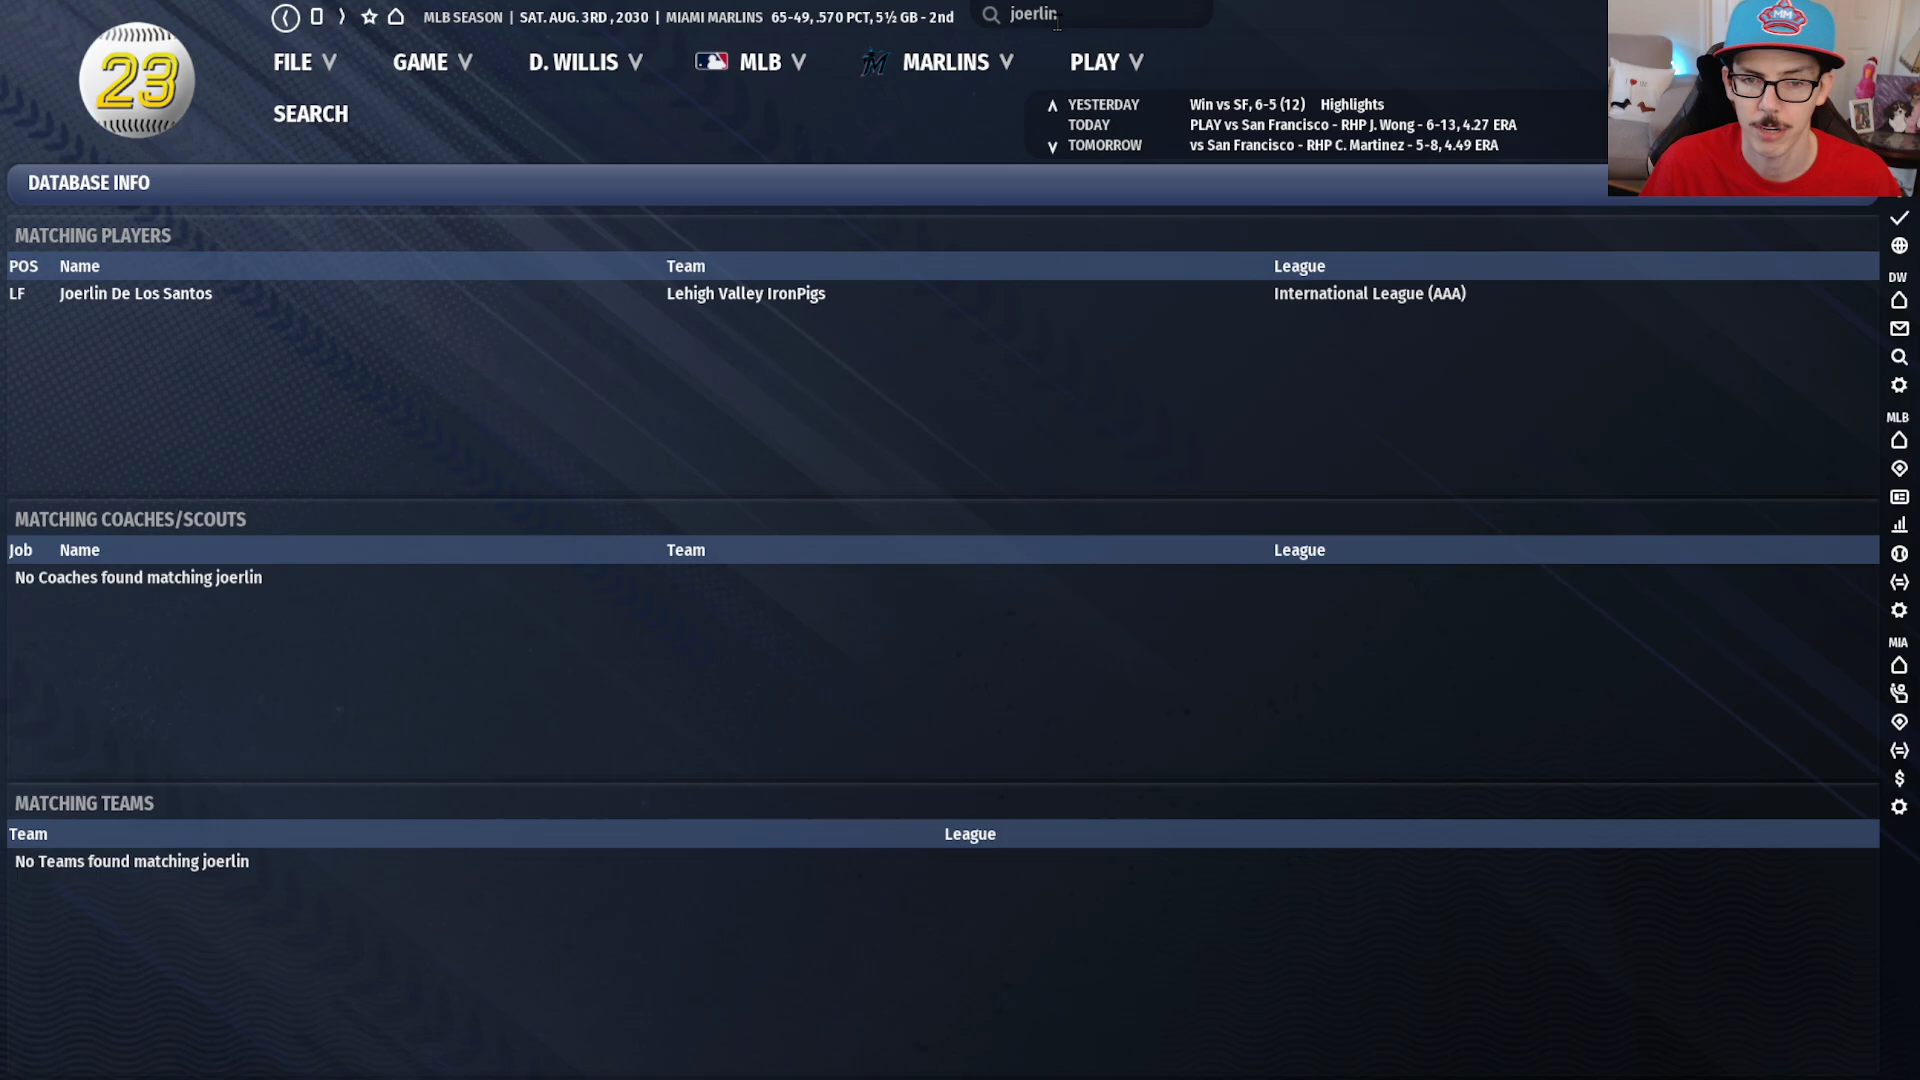 MLB SEASON | SAT. AUG. 3RD , 2030 | MIAMI MARLINS 65-49, .570 PCT, 5½ GB - 2nd
joerlin
23
FILE GAME D. WILLIS MLB MARLINS PLAY
SEARCH
YESTERDAY Win vs SF, 6-5 (12) Highlights
TODAY PLAY vs San Francisco - RHP J. Wong - 6-13, 4.27 ERA
TOMORROW vs San Francisco - RHP C. Martinez - 5-8, 4.49 ERA
DATABASE INFO
MATCHING PLAYERS
POS Name Team League
LF Joerlin De Los Santos Lehigh Valley IronPigs International League (AAA)
MATCHING COACHES/SCOUTS
Job Name Team League
No Coaches found matching joerlin
MATCHING TEAMS
Team League
No Teams found matching joerlin
DW
MLB
MIA